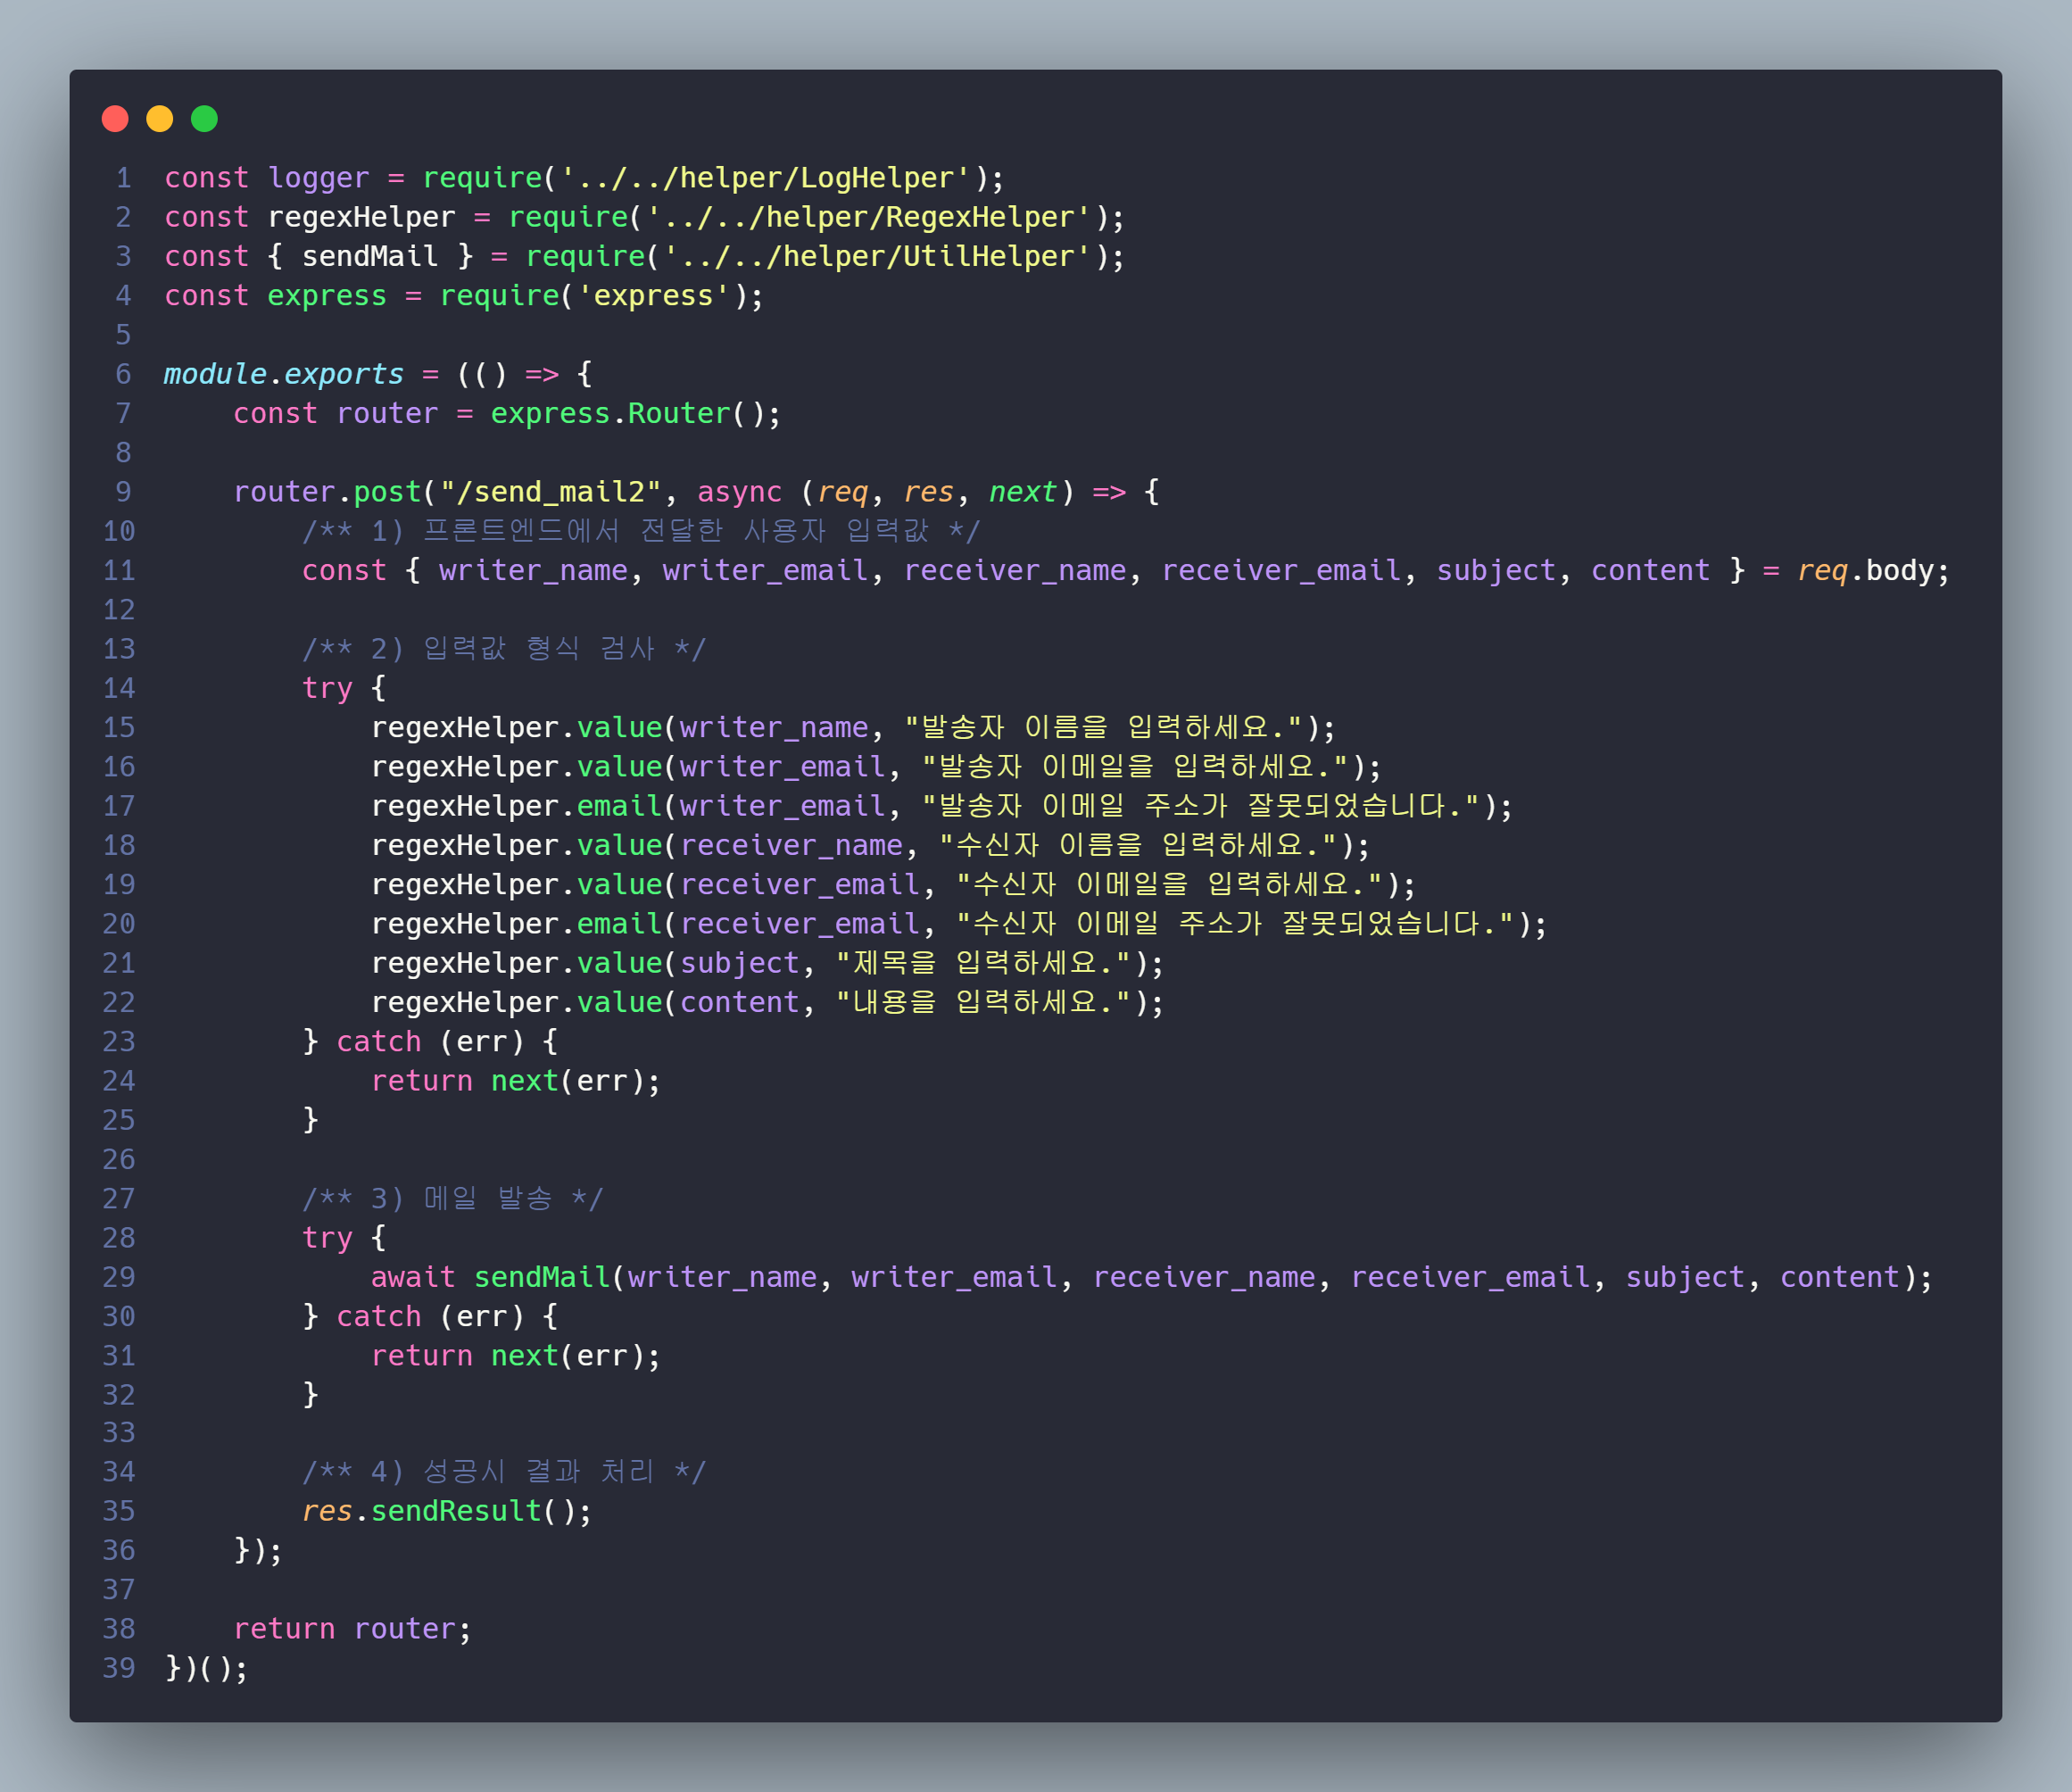 1 const logger = require('../../helper/LogHelper');
2 const regexHelper = require('../../helper/RegexHelper');
3 const { sendMail } = require('../../helper/UtilHelper');
4 const express = require('express');
5
6 module.exports = (() => {
7     const router = express.Router();
8
9     router.post("/send_mail2", async (req, res, next) => {
10         /** 1) 프론트엔드에서 전달한 사용자 입력값 */
11         const { writer_name, writer_email, receiver_name, receiver_email, subject, content } = req.body;
12
13         /** 2) 입력값 형식 검사 */
14         try {
15             regexHelper.value(writer_name, "발송자 이름을 입력하세요.");
16             regexHelper.value(writer_email, "발송자 이메일을 입력하세요.");
17             regexHelper.email(writer_email, "발송자 이메일 주소가 잘못되었습니다.");
18             regexHelper.value(receiver_name, "수신자 이름을 입력하세요.");
19             regexHelper.value(receiver_email, "수신자 이메일을 입력하세요.");
20             regexHelper.email(receiver_email, "수신자 이메일 주소가 잘못되었습니다.");
21             regexHelper.value(subject, "제목을 입력하세요.");
22             regexHelper.value(content, "내용을 입력하세요.");
23         } catch (err) {
24             return next(err);
25         }
26
27         /** 3) 메일 발송 */
28         try {
29             await sendMail(writer_name, writer_email, receiver_name, receiver_email, subject, content);
30         } catch (err) {
31             return next(err);
32         }
33
34         /** 4) 성공시 결과 처리 */
35         res.sendResult();
36     });
37
38     return router;
39 })();